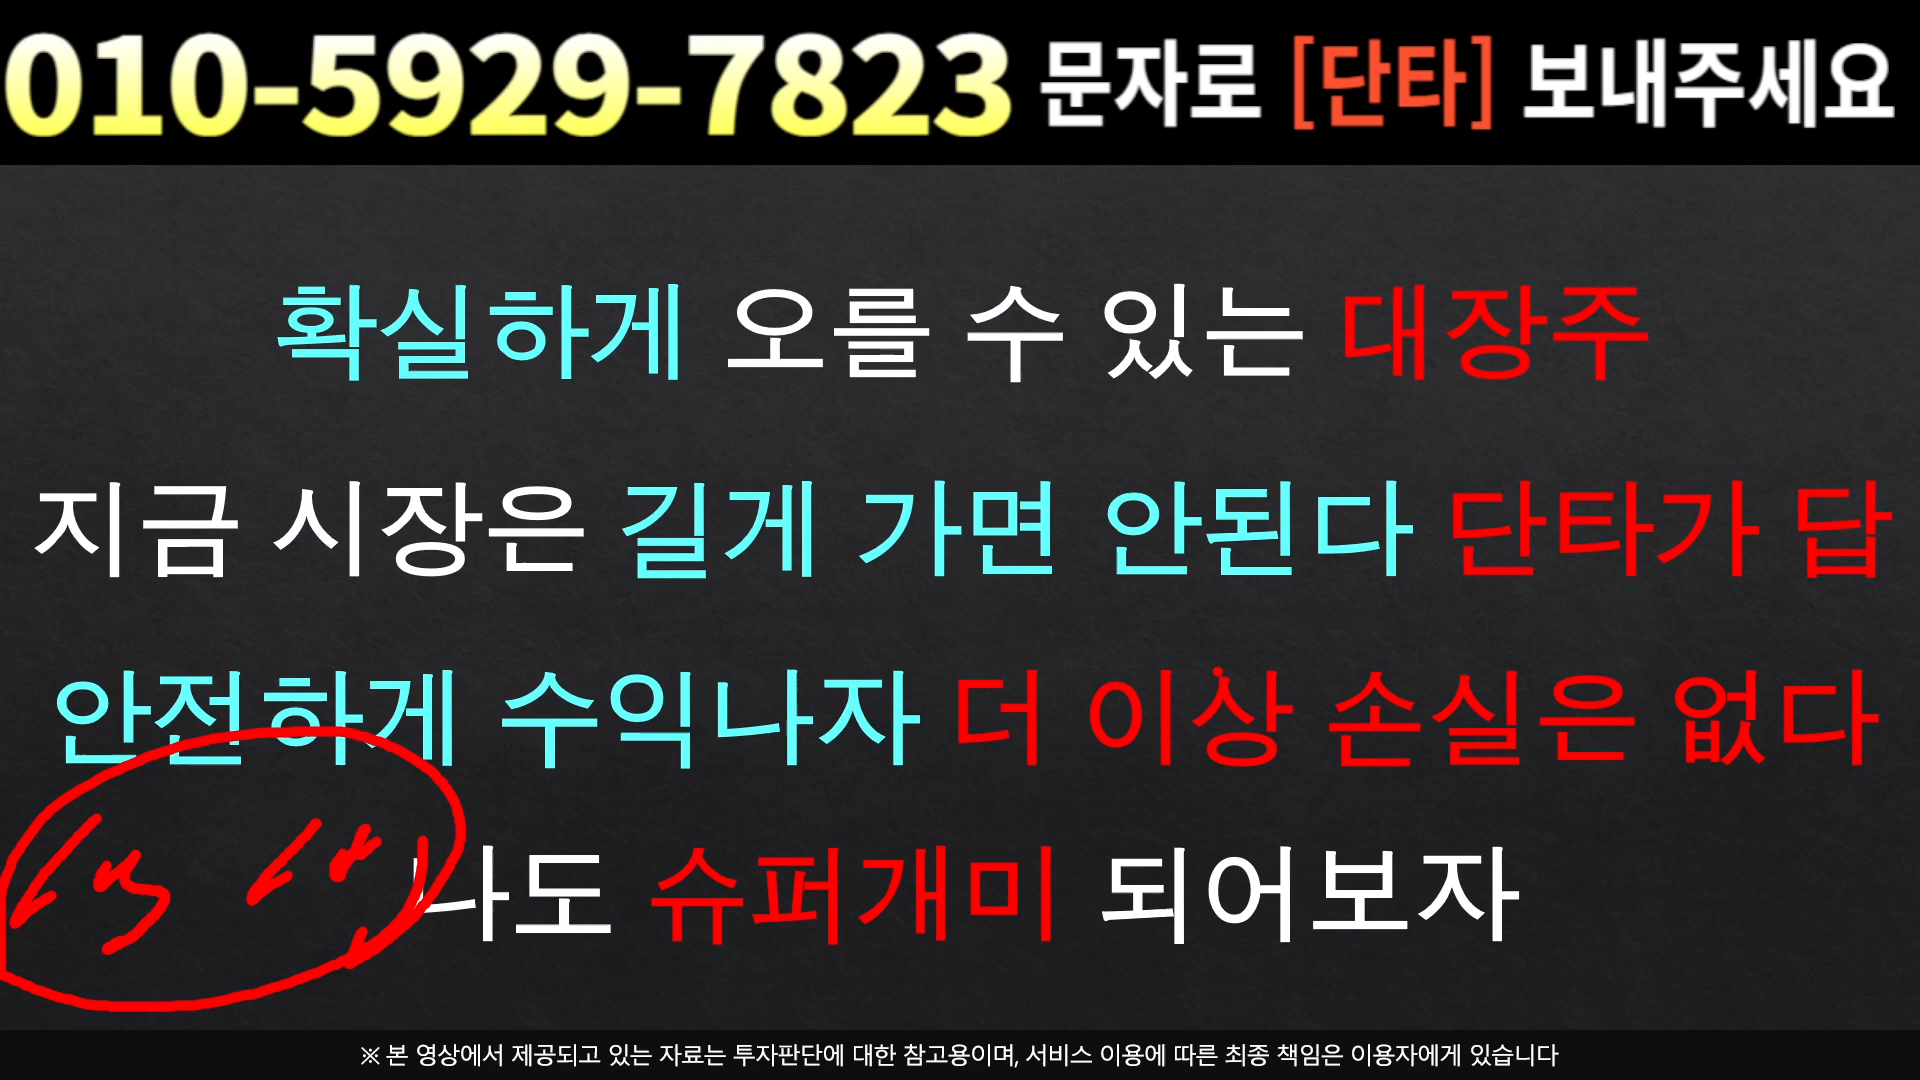 010-5929-7823 문자로 [단타] 보내주세요
확실하게 오를 수 있는 대장주
지금 시장은 길게 가면 안된다 단타가 답
안전하게 수익나자 더 이상 손실은 없다
나도 슈퍼개미 되어보자
※ 본 영상에서 제공되고 있는 자료는 투자판단에 대한 참고용이며, 서비스 이용에 따른 최종 책임은 이용자에게 있습니다